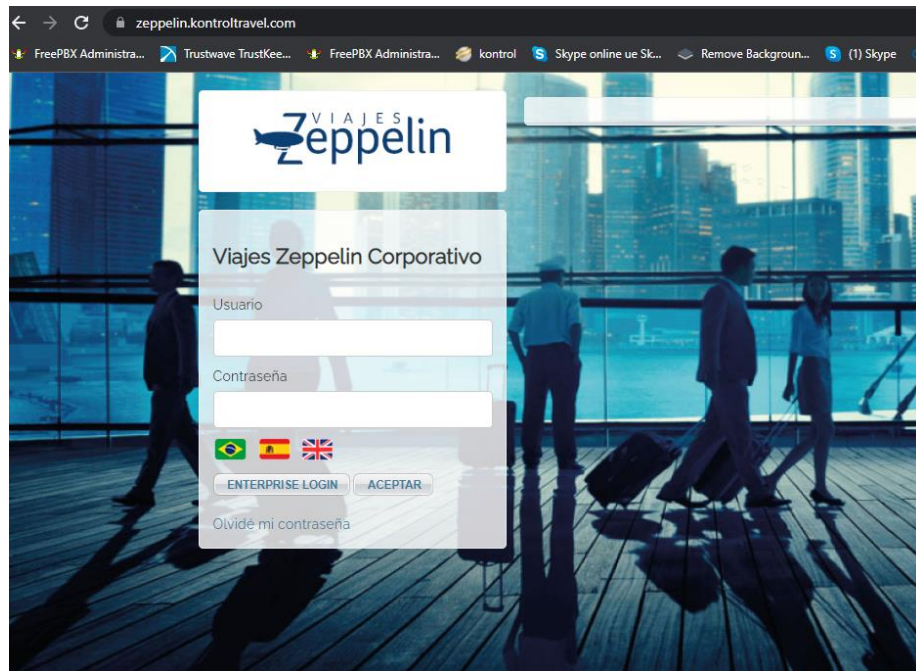 zeppelin.kontroltravel.com
FreePBX Administra... Trustwave TrustKee... FreePBX Administra... kontrol Skype online ue Sk... Remove Backgroun... (1) Skype
VIAJES
Zeppelin
Viajes Zeppelin Corporativo
Usuario
Contraseña
ENTERPRISE LOGIN ACEPTAR
Olvidé mi contraseña